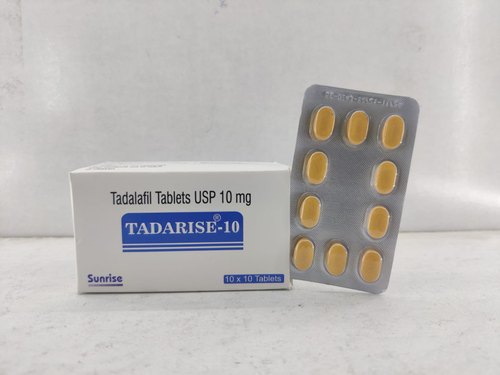 Tadalafil Tablets USP 10 mg
TADARISE®-10
Sunrise
10 x 10 Tablets